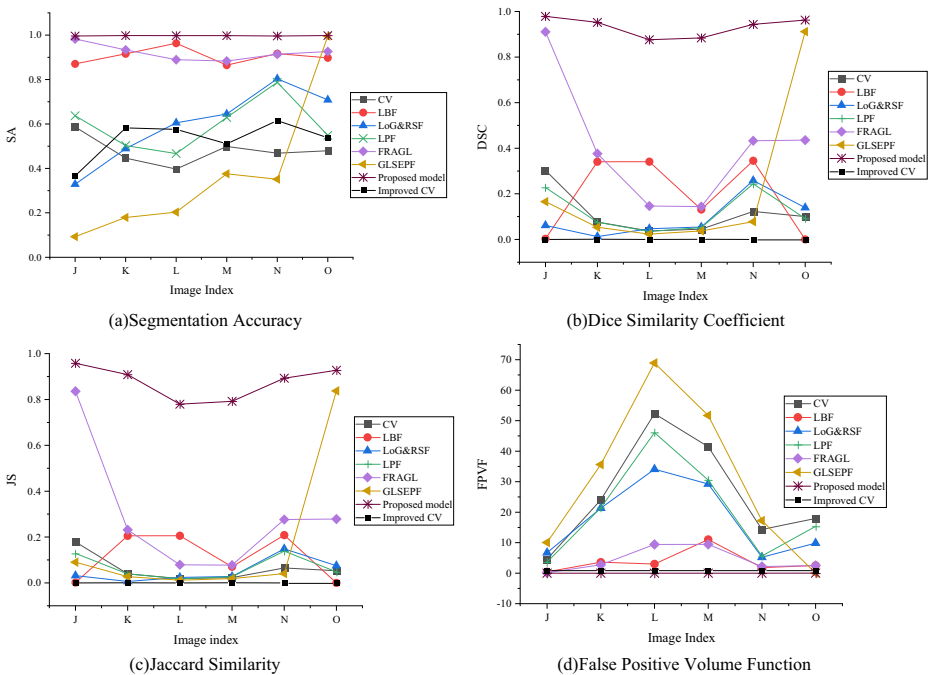 1.0
0.8
0.6
0.4
0.2
0.0
SA
J K L M N O
Image Index
CV
LBF
LoG&RSF
LPF
FRAGL
GLSEPF
Proposed model
Improved CV
(a)Segmentation Accuracy
1.0
0.8
0.6
0.4
0.2
0.0
DSC
J K L M N O
Image Index
CV
LBF
LoG&RSF
LPF
FRAGL
GLSEPF
Proposed model
Improved CV
(b)Dice Similarity Coefficient
1.0
0.8
0.6
0.4
0.2
0.0
JS
J K L M N O
Image index
CV
LBF
LoG&RSF
LPF
FRAGL
GLSEPF
Proposed model
Improved CV
(c)Jaccard Similarity
70
60
50
40
30
20
10
0
-10
FPVF
J K L M N O
Image Index
CV
LBF
LoG&RSF
LPF
FRAGL
GLSEPF
Proposed model
Improved CV
(d)False Positive Volume Function